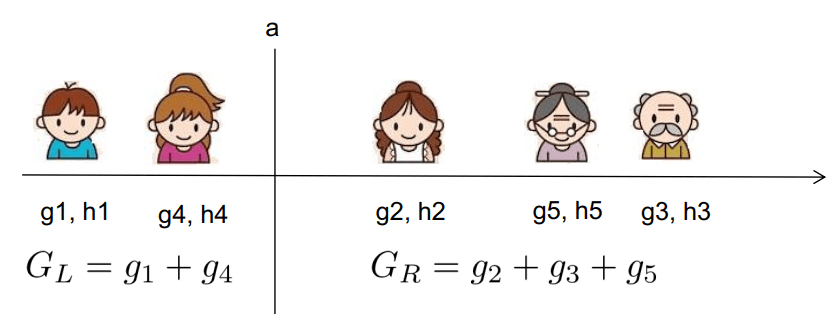 a
g1, h1 g4, h4 g2, h2 g5, h5 g3, h3
G_L = g_1 + g_4 G_R = g_2 + g_3 + g_5